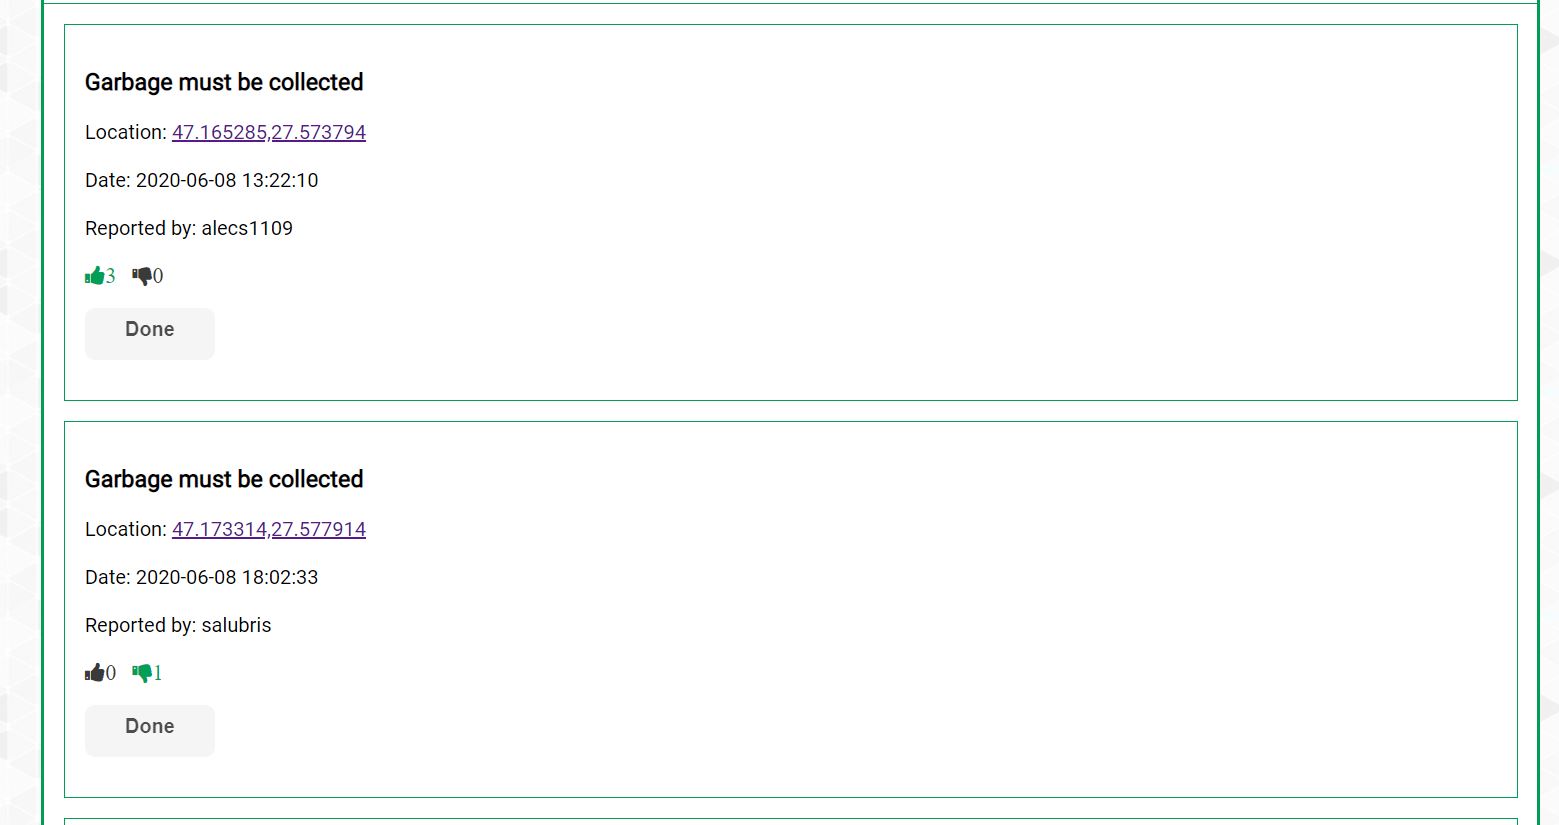 Garbage must be collected
Location: 47.165285,27.573794
Date: 2020-06-08 13:22:10
Reported by: alecs1109
3 0
Done
Garbage must be collected
Location: 47.173314,27.577914
Date: 2020-06-08 18:02:33
Reported by: salubris
0 1
Done